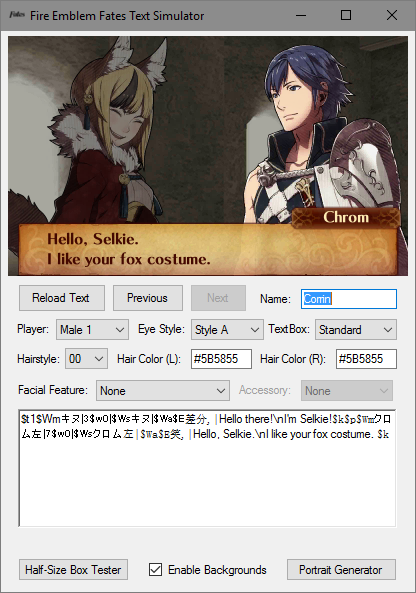 Fates Fire Emblem Fates Text Simulator
Chrom
Hello, Selkie.
I like your fox costume.
Reload Text Previous Next Name: Corrin
Player: Male 1 Eye Style: Style A TextBox: Standard
Hairstyle: 00 Hair Color (L): #5B5855 Hair Color (R): #5B5855
Facial Feature: None Accessory: None
$t1$Wmキヌ|3$w0|$Wsキヌ|$Wa$E差分, |Hello there!\nI'm Selkie!$k$p$Wmクロ
ム左|7$w0|$Wsクロム左|$Wa$E笑, |Hello, Selkie.\nI like your fox costume. $k
Half-Size Box Tester Enable Backgrounds Portrait Generator